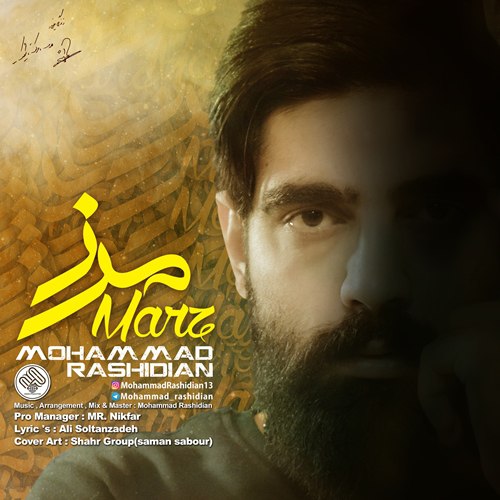 مرز
Marz
MOHAMMAD
RASHIDIAN
MohammadRashidian13
Mohammad_rashidian
Music , Arrangement , Mix & Master : Mohammad Rashidian
Pro Manager : MR. Nikfar
Lyric 's : Ali Soltanzadeh
Cover Art : Shahr Group(saman sabour)